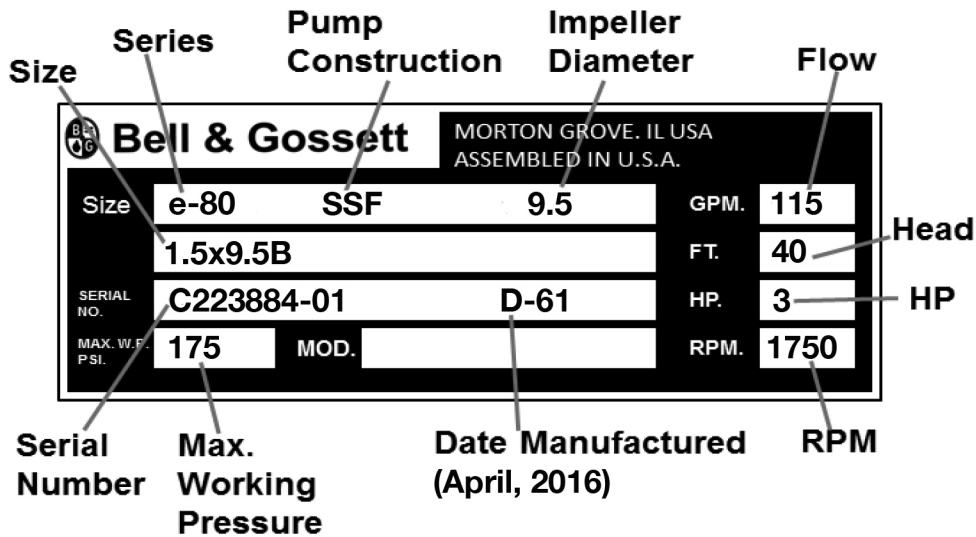 Size
Series
Pump
Construction
Impeller
Diameter
Flow
B&G
Bell & Gossett
MORTON GROVE. IL USA
ASSEMBLED IN U.S.A.
Size e-80 SSF 9.5 GPM. 115
1.5x9.5B FT. 40
Head
SERIAL
NO.
C223884-01 D-61 HP. 3
HP
MAX. W.P.
PSI.
175 MOD. RPM. 1750
Serial
Number
Max.
Working
Pressure
Date Manufactured
(April, 2016)
RPM